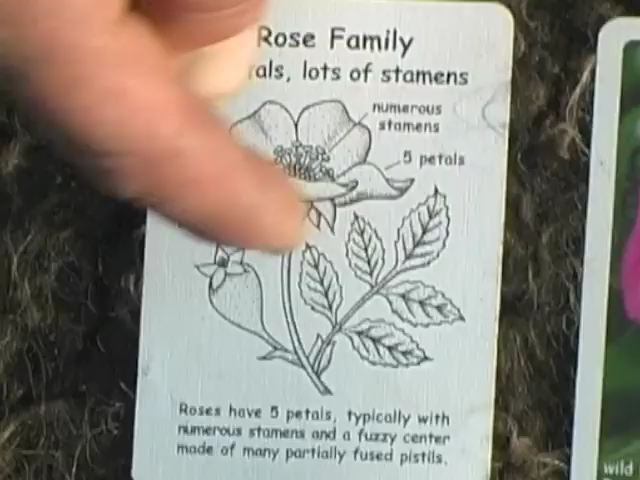 Rose Family
als, lots of stamens
numerous
stamens
5 petals
Roses have 5 petals, typically with
numerous stamens and a fuzzy center
made of many partially fused pistils.
wild